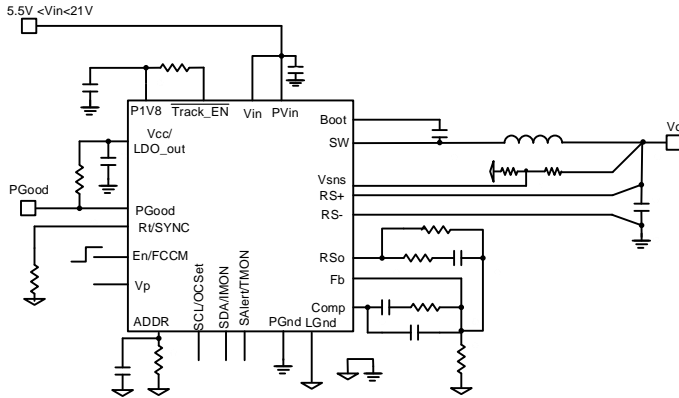 5.5V <Vin<21V
P1V8
Track_EN
Vin
PVin
Boot
Vcc/
LDO_out
SW
Vsns
RS+
RS-
PGood
PGood
Rt/SYNC
En/FCCM
RSo
Fb
Vp
Comp
ADDR
SCL/OCSet
SDA/IMON
SAlert/TMON
PGnd
LGnd